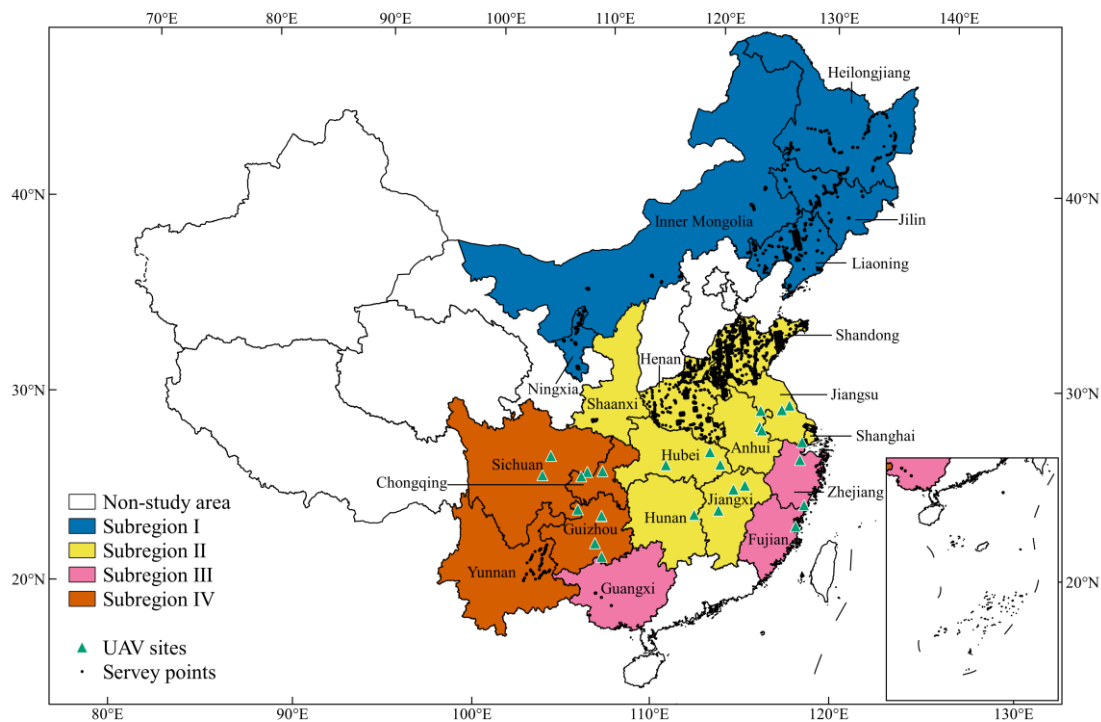 70°E 80°E 90°E 100°E 110°E 120°E 130°E 140°E
Heilongjiang
40°N 40°N
Inner Mongolia Jilin
Liaoning
Shandong
Henan
30°N Ningxia 30°N
Shaanxi Jiangsu
Shanghai
Anhui
Hubei
Sichuan
Chongqing
Zhejiang
Jiangxi
Non-study area
Subregion I
Hunan
Guizhou
Subregion II
Fujian
Subregion III
20°N Yunnan 20°N
Guangxi
Subregion IV
UAV sites
Servey points
80°E 90°E 100°E 110°E 120°E 130°E